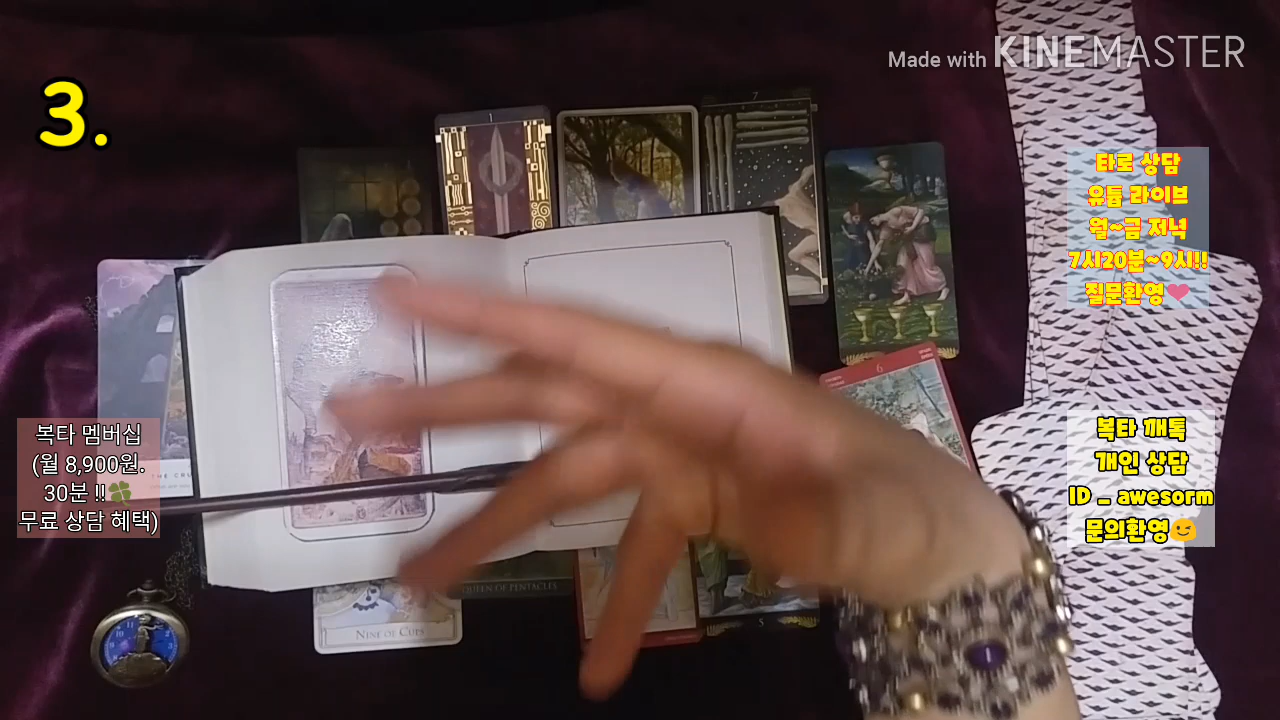 Made with KINEMASTER
3.
1
7
타로 상담
유튭 라이브
월~금 저녁
7시20분~9시!!
질문환영
6
복타 멤버십
(월 8,900원.
30분 !!
무료 상담 혜택)
복타 깨톡
개인 상담
ID _ awesorm
문의환영
QUEEN OF PENTACLES
NINE OF CUPS
5